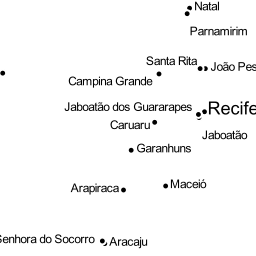 Natal
Parnamirim
Santa Rita
João Pes
Campina Grande
Jaboatão dos Guararapes
Recife
Caruaru
Jaboatão
Garanhuns
Arapiraca
Maceió
Senhora do Socorro
Aracaju